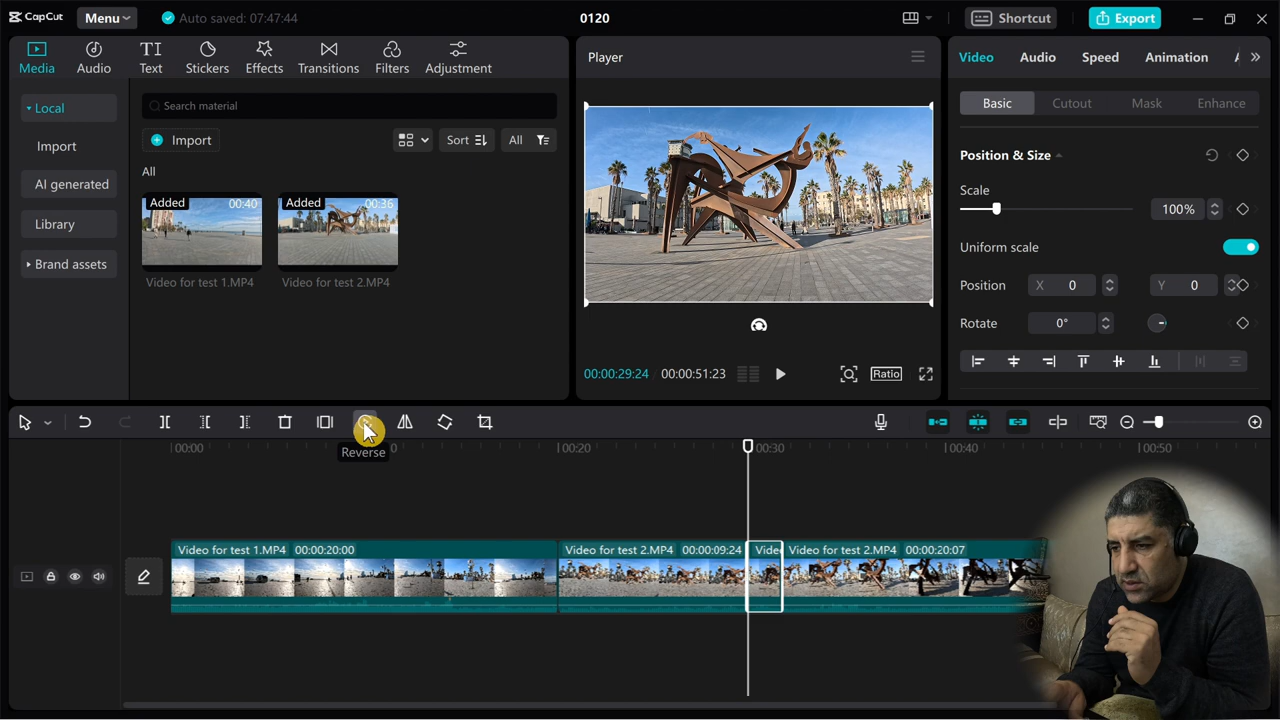 CapCut Menu Auto saved: 07:47:44 0120 Shortcut Export
Media Audio Text Stickers Effects Transitions Filters Adjustment
Local
Import
AI generated
Library
Brand assets
Search material
Import Sort All
All
Added 00:40 Added 00:36
Video for test 1.MP4 Video for test 2.MP4
Player
00:00:29:24 00:00:51:23 Ratio
Video Audio Speed Animation
Basic Cutout Mask Enhance
Position & Size
Scale
100%
Uniform scale
Position X 0 Y 0
Rotate 0°
Reverse
00:00 00:20 00:30 00:40 00:50
Video for test 1.MP4 00:00:20:00 Video for test 2.MP4 00:00:09:24 Vide Video for test 2.MP4 00:00:20:07